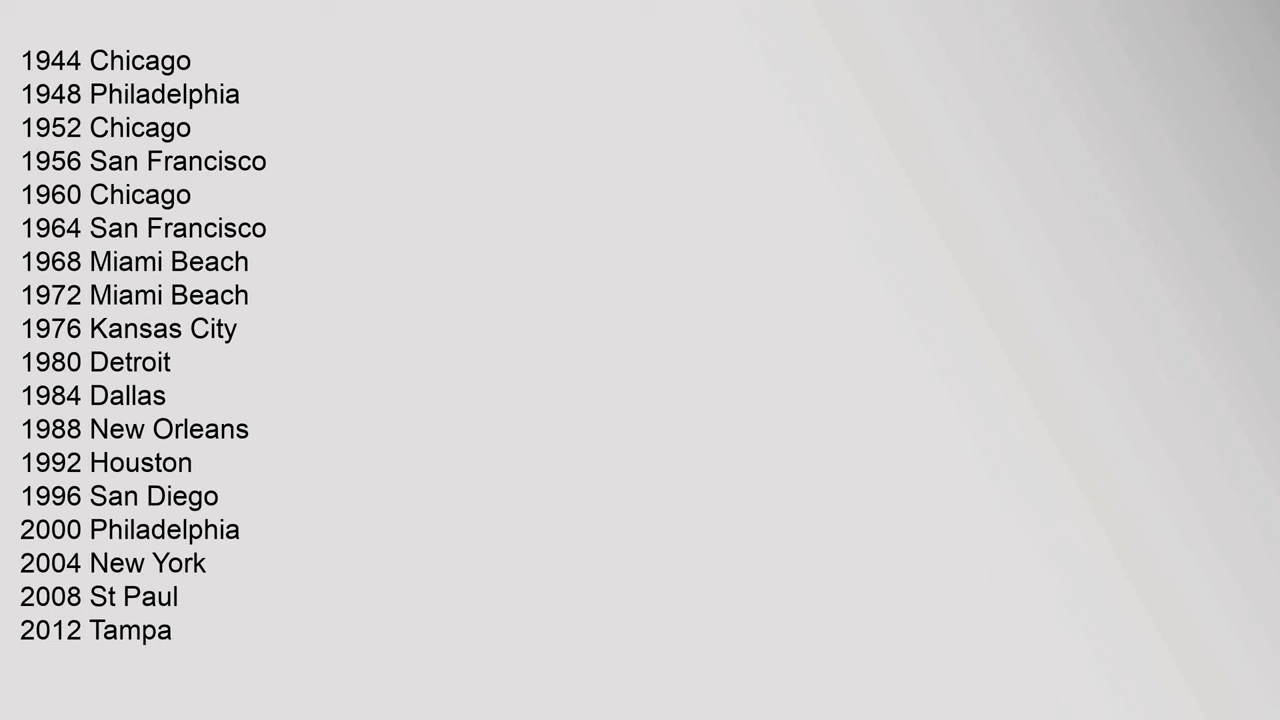 1944 Chicago
1948 Philadelphia
1952 Chicago
1956 San Francisco
1960 Chicago
1964 San Francisco
1968 Miami Beach
1972 Miami Beach
1976 Kansas City
1980 Detroit
1984 Dallas
1988 New Orleans
1992 Houston
1996 San Diego
2000 Philadelphia
2004 New York
2008 St Paul
2012 Tampa